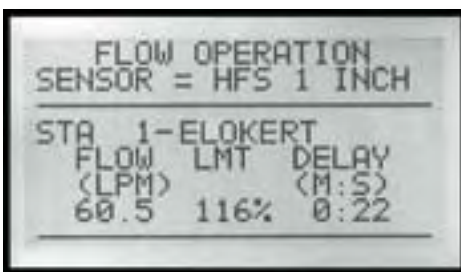 FLOW OPERATION
SENSOR = HFS 1 INCH
STA 1-ELOKERT
FLOW LMT DELAY
(LPM) (M:S)
60.5 116% 0:22